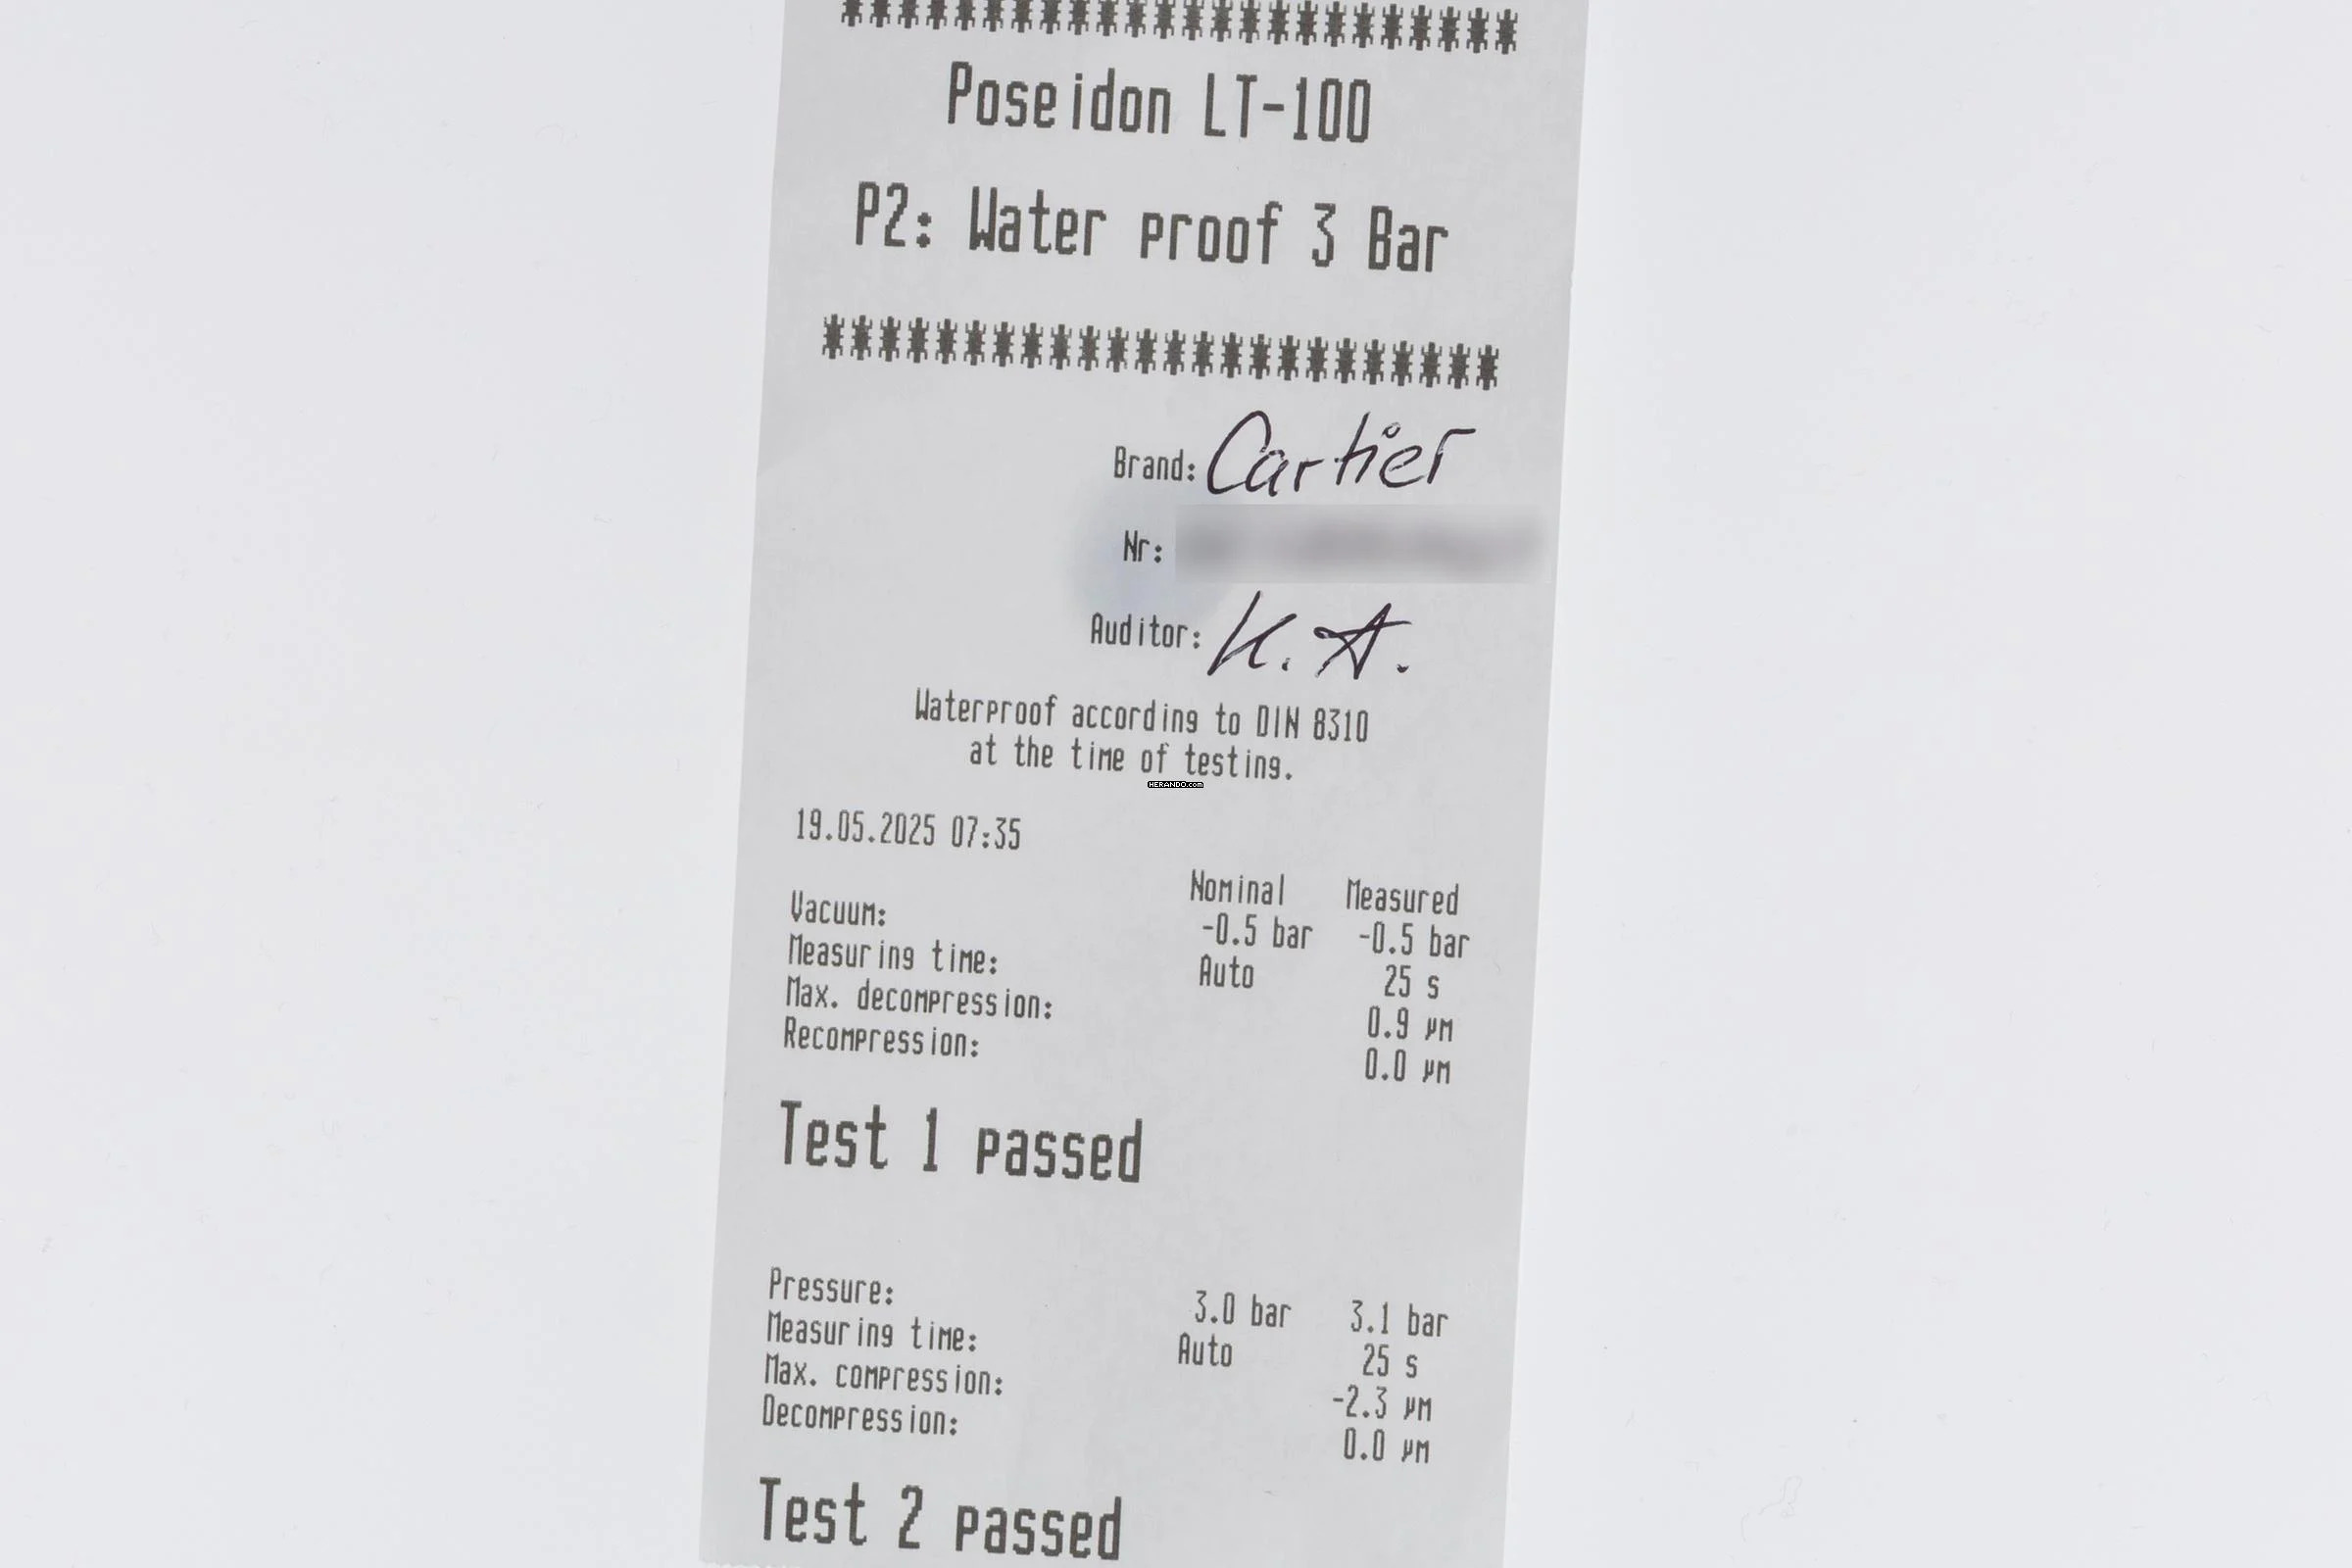 ************************
Poseidon LT-100
P2: Water proof 3 Bar
************************
Brand: Cartier
Nr:
Auditor: K.A.
Waterproof according to DIN 8310
at the time of testing.
HERANDO.com
19.05.2025 07:35
Nominal Measured
Vacuum: -0.5 bar -0.5 bar
Measuring time: Auto 25 s
Max. decompression: 0.9 µm
Recompression: 0.0 µm
Test 1 passed
Pressure: 3.0 bar 3.1 bar
Measuring time: Auto 25 s
Max. compression: -2.3 µm
Decompression: 0.0 µm
Test 2 passed